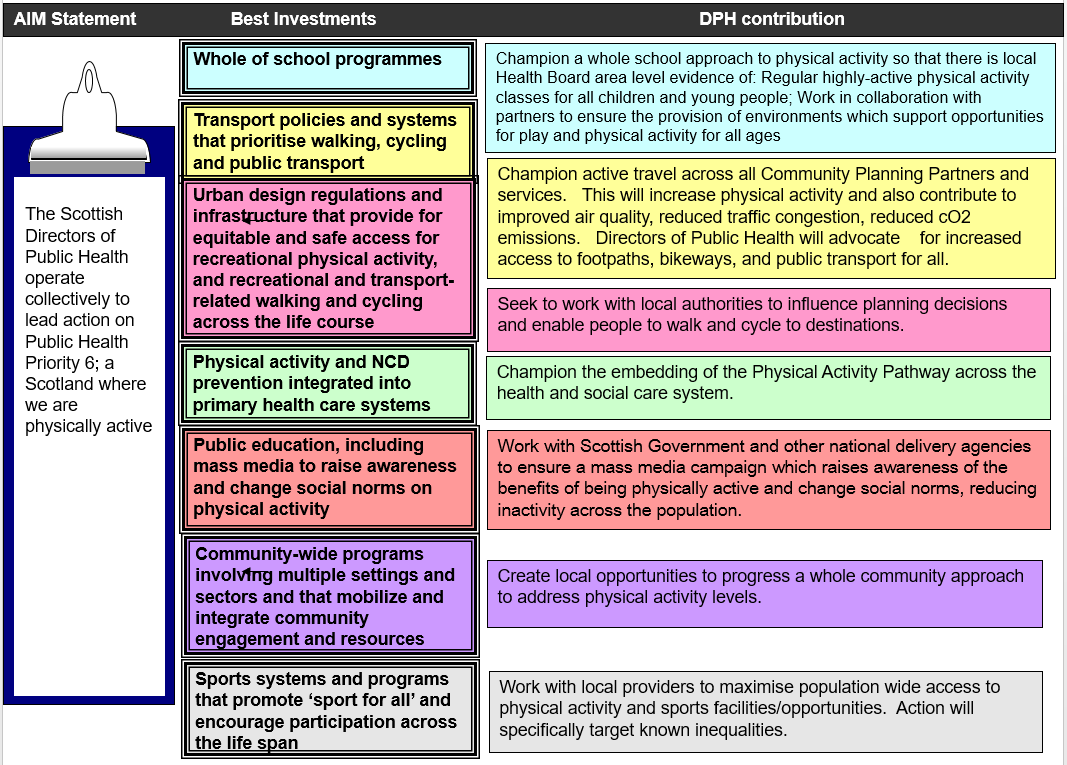 AIM Statement
Best Investments
DPH contribution
The Scottish
Directors of
Public Health
operate
collectively to
lead action on
Public Health
Priority 6; a
Scotland where
we are
physically active
Whole of school programmes
Champion a whole school approach to physical activity so that there is local
Health Board area level evidence of: Regular highly-active physical activity
classes for all children and young people; Work in collaboration with
partners to ensure the provision of environments which support opportunities
for play and physical activity for all ages
Transport policies and systems
that prioritise walking, cycling
and public transport
Champion active travel across all Community Planning Partners and
services. This will increase physical activity and also contribute to
improved air quality, reduced traffic congestion, reduced cO2
emissions. Directors of Public Health will advocate for increased
access to footpaths, bikeways, and public transport for all.
Urban design regulations and
infrastructure that provide for
equitable and safe access for
recreational physical activity,
and recreational and transport-
related walking and cycling
across the life course
Seek to work with local authorities to influence planning decisions
and enable people to walk and cycle to destinations.
Physical activity and NCD
prevention integrated into
primary health care systems
Champion the embedding of the Physical Activity Pathway across the
health and social care system.
Public education, including
mass media to raise awareness
and change social norms on
physical activity
Work with Scottish Government and other national delivery agencies
to ensure a mass media campaign which raises awareness of the
benefits of being physically active and change social norms, reducing
inactivity across the population.
Community-wide programs
involving multiple settings and
sectors and that mobilize and
integrate community
engagement and resources
Create local opportunities to progress a whole community approach
to address physical activity levels.
Sports systems and programs
that promote ‘sport for all’ and
encourage participation across
the life span
Work with local providers to maximise population wide access to
physical activity and sports facilities/opportunities. Action will
specifically target known inequalities.